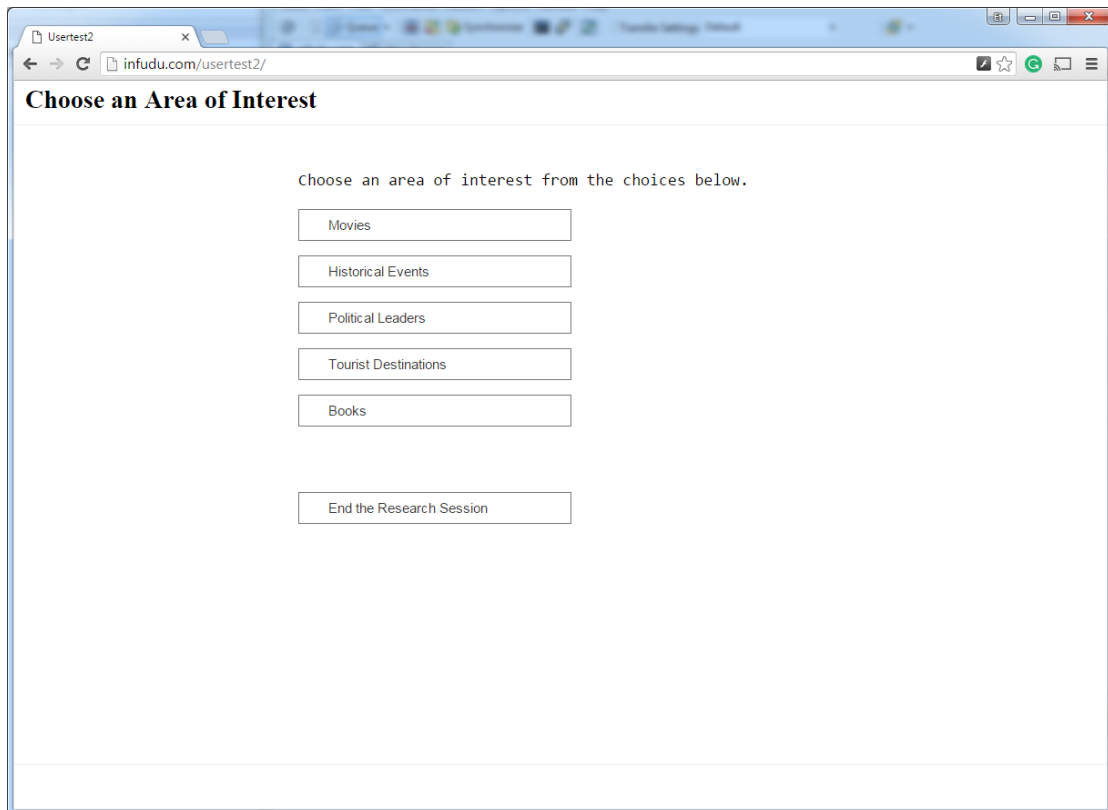 Usertest2
infudu.com/usertest2/
Choose an Area of Interest
Choose an area of interest from the choices below.
Movies
Historical Events
Political Leaders
Tourist Destinations
Books
End the Research Session